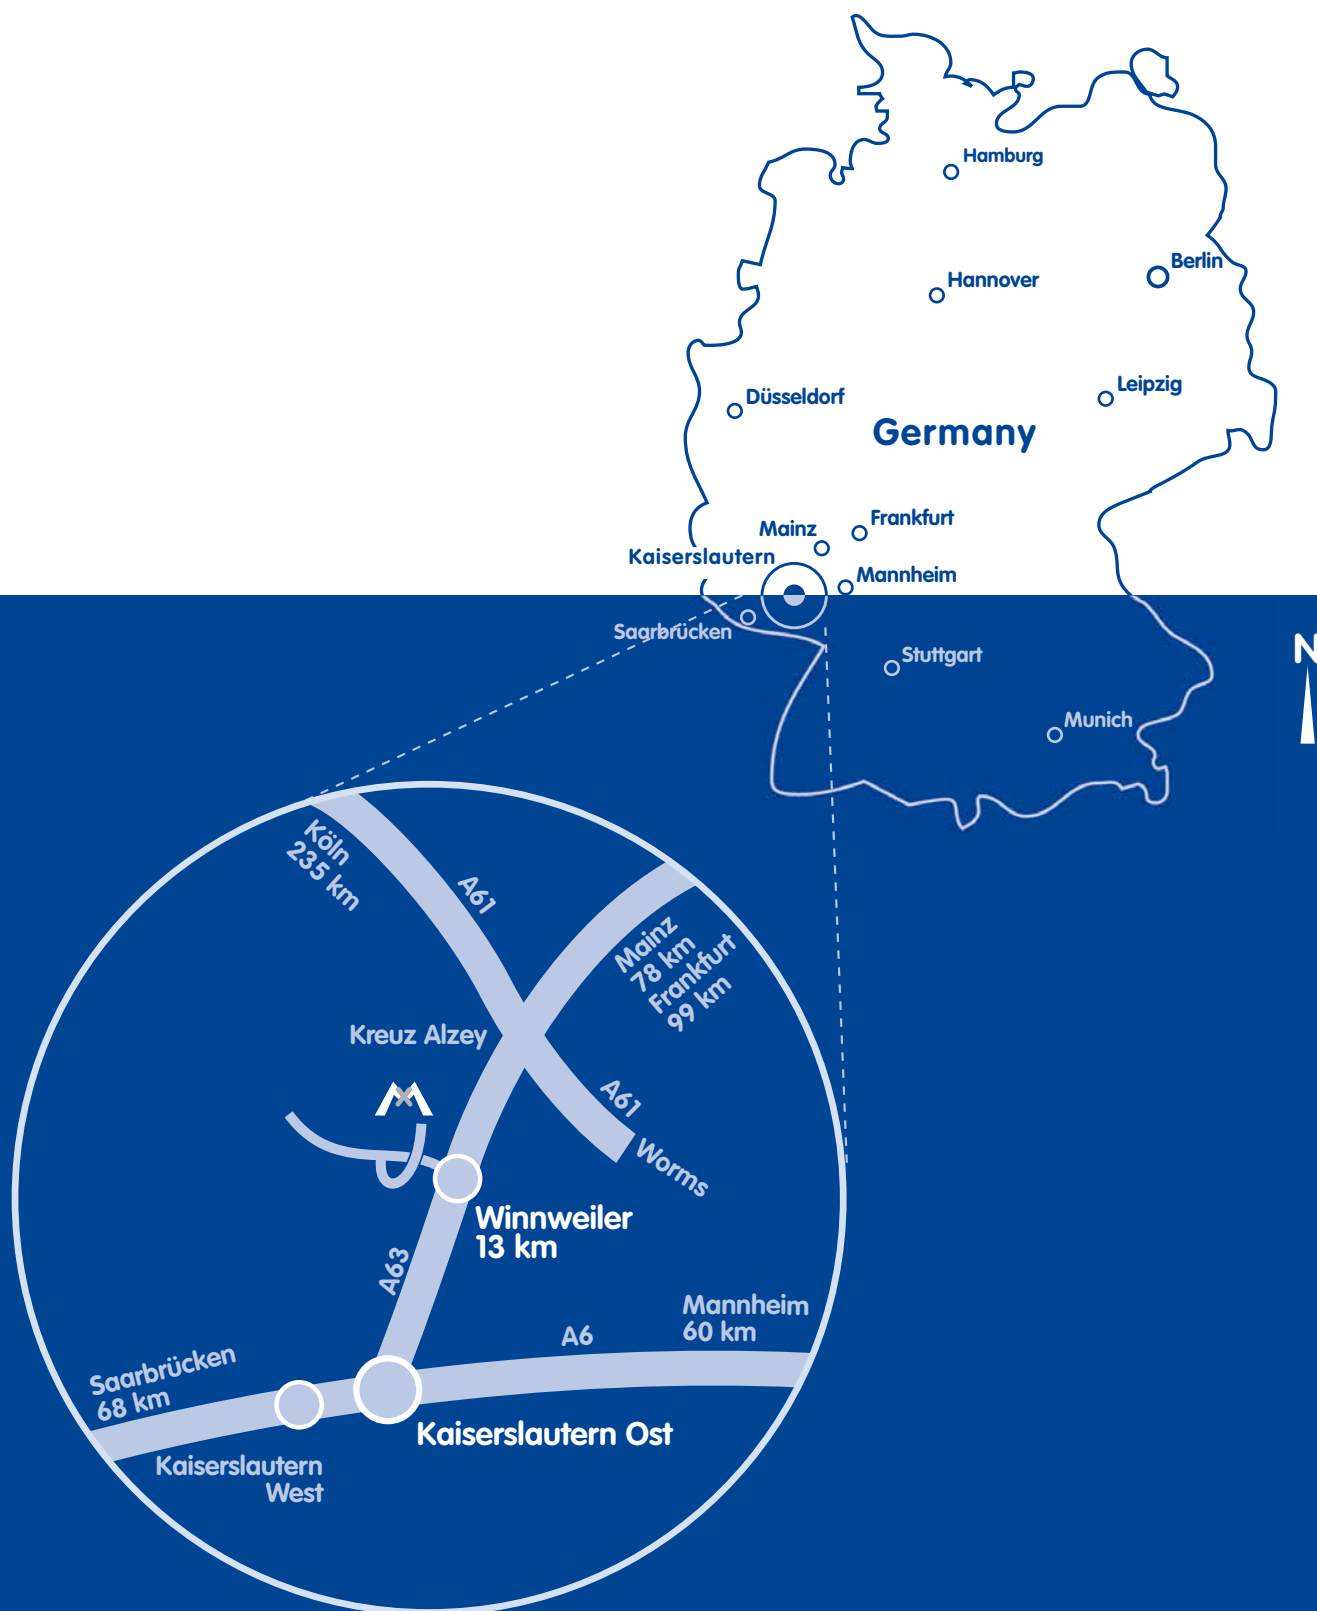 Hamburg
Berlin
Hannover
Leipzig
Düsseldorf
Germany
Frankfurt
Mainz
Kaiserslautern
Mannheim
Saarbrücken
Stuttgart
N
Munich
Köln
235 km
A61
Mainz
78 km
Frankfurt
99 km
Kreuz Alzey
A61
Worms
Winnweiler
13 km
A63
Mannheim
60 km
A6
Saarbrücken
68 km
Kaiserslautern Ost
Kaiserslautern
West